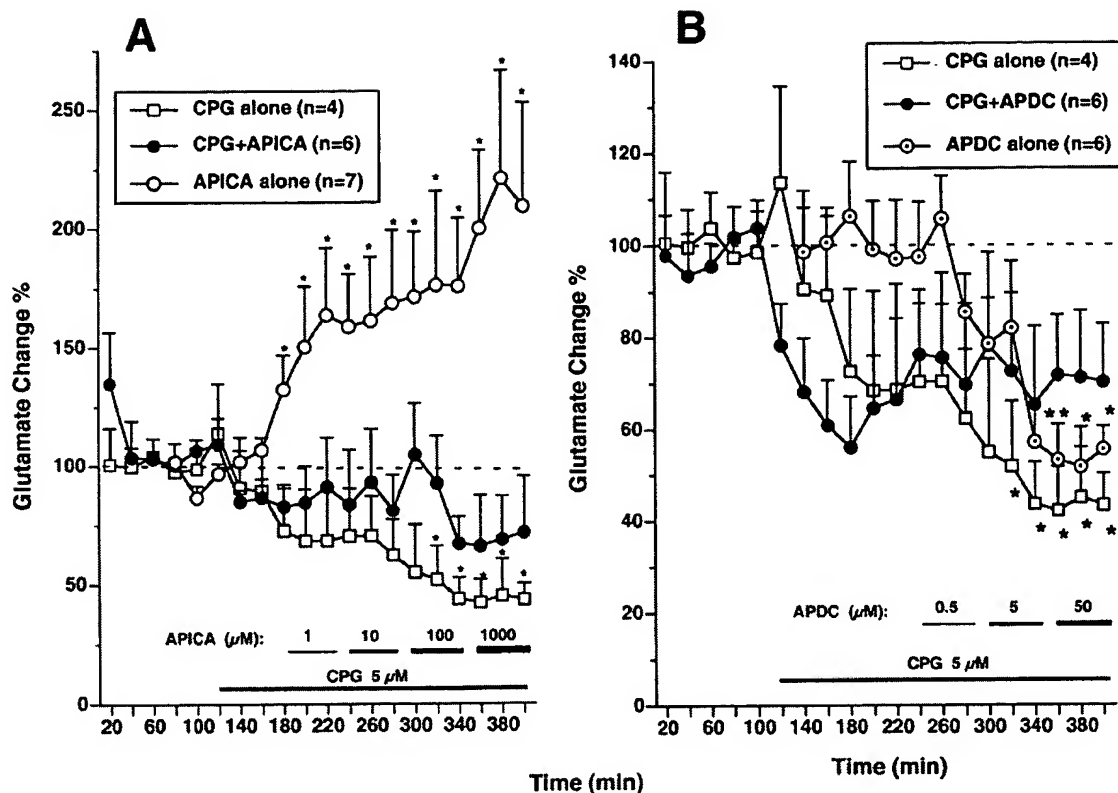 A
CPG alone (n=4)
CPG+APICA (n=6)
APICA alone (n=7)
Glutamate Change %
250
200
150
100
50
0
* * * * * * * * * * * *
* * * * *
APICA (µM): 1 10 100 1000
CPG 5 µM
20 60 100 140 180 220 260 300 340 380
Time (min)
B
CPG alone (n=4)
CPG+APDC (n=6)
APDC alone (n=6)
Glutamate Change %
140
120
100
80
60
40
20
0
* * * *
* * * * *
APDC (µM): 0.5 5 50
CPG 5 µM
20 60 100 140 180 220 260 300 340 380
Time (min)